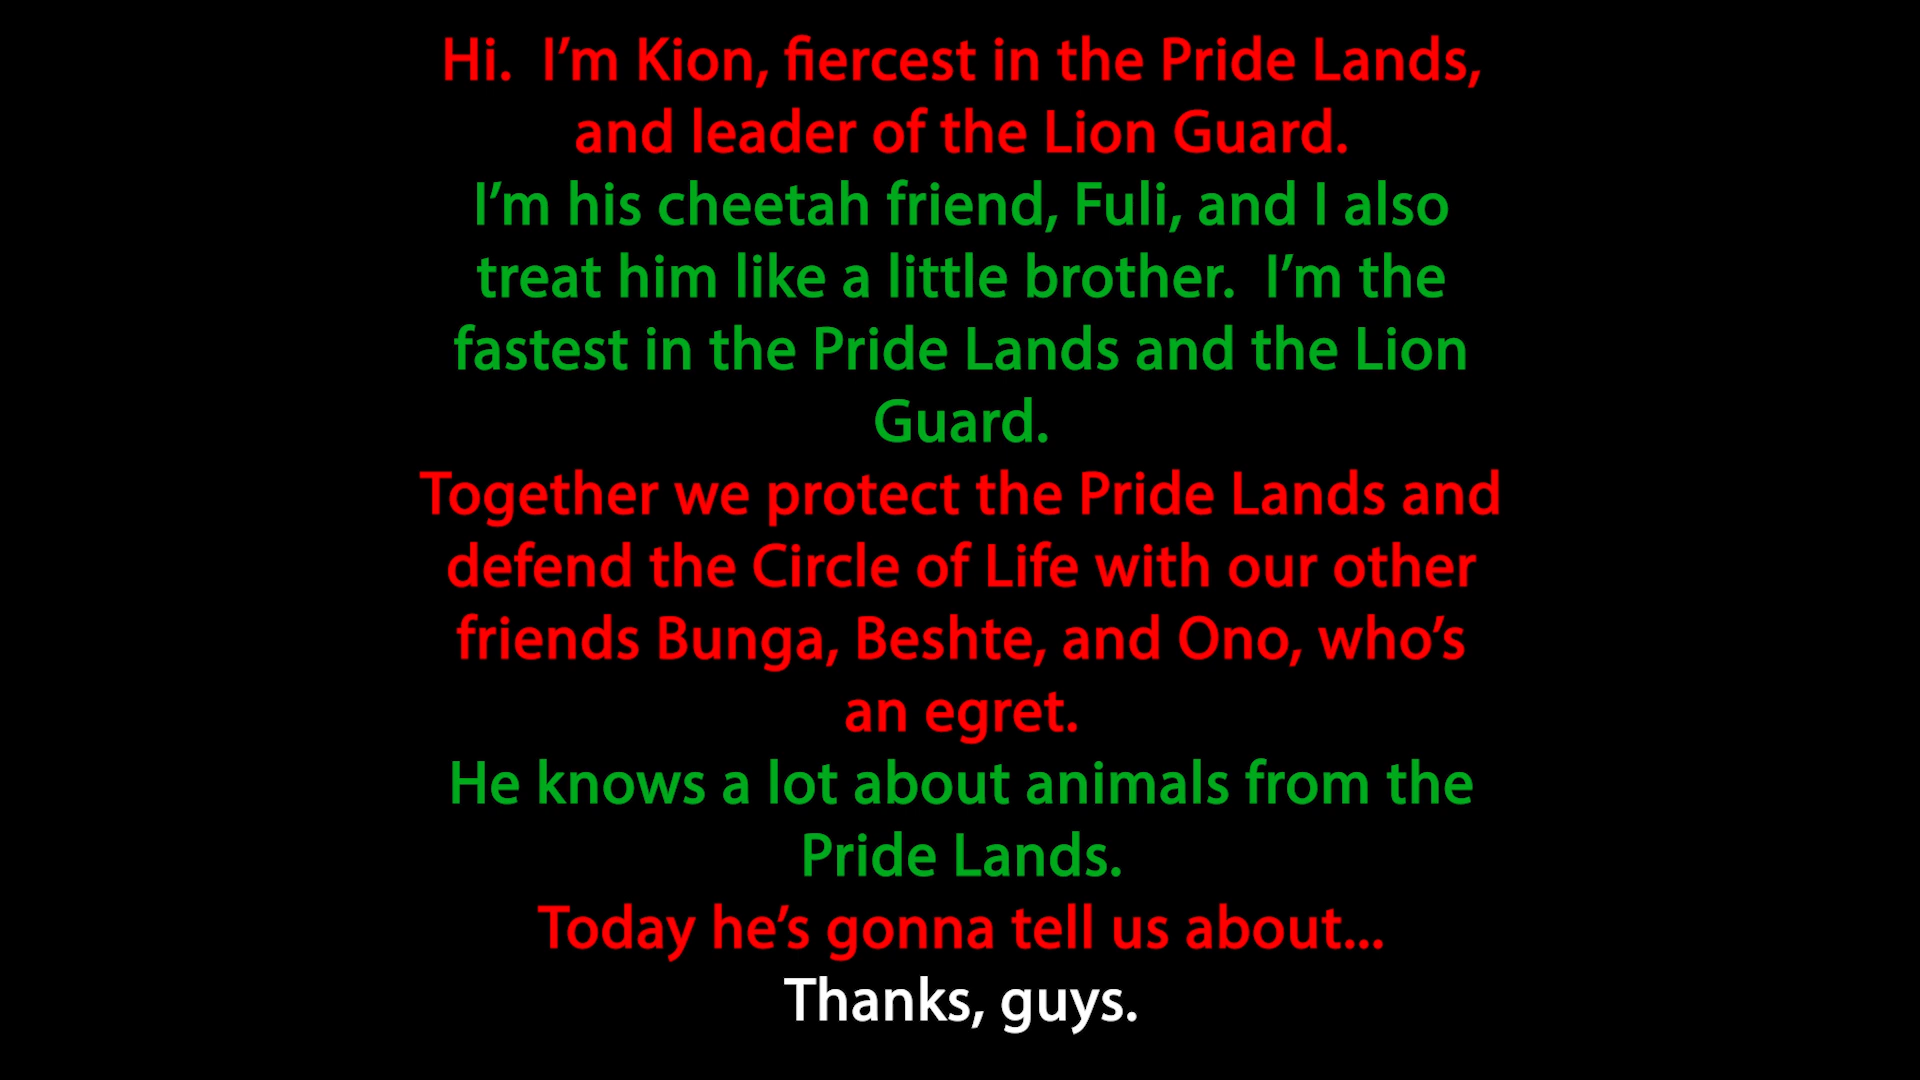 Hi.  I’m Kion, fiercest in the Pride Lands,
and leader of the Lion Guard.
I’m his cheetah friend, Fuli, and I also
treat him like a little brother.  I’m the
fastest in the Pride Lands and the Lion
Guard.
Together we protect the Pride Lands and
defend the Circle of Life with our other
friends Bunga, Beshte, and Ono, who’s
an egret.
He knows a lot about animals from the
Pride Lands.
Today he’s gonna tell us about...
Thanks, guys.